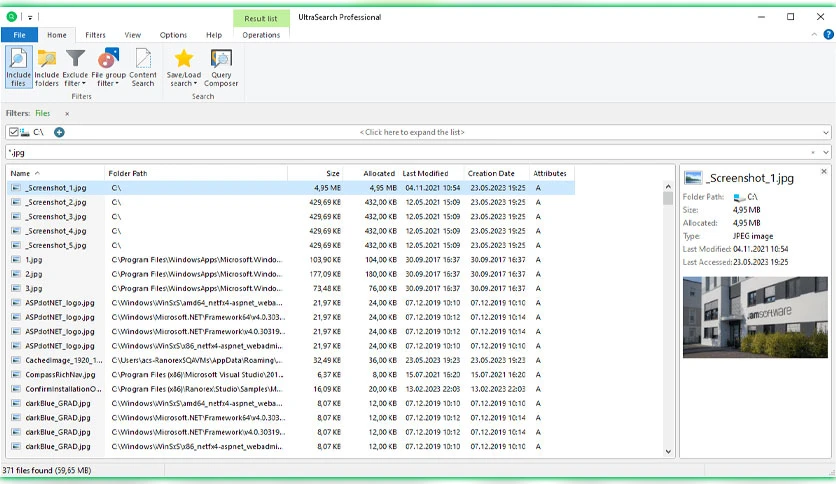 Result list
UltraSearch Professional
File Home Filters View Options Help Operations
Include files
Include folders
Exclude filter
File group filter
Content Search
Save/Load search
Query Composer
Filters
Search
Filters: Files ×
C:\ <Click here to expand the list>
*.jpg
Name Folder Path Size Allocated Last Modified Creation Date Attributes
_Screenshot_1.jpg C:\ 4,95 MB 4,95 MB 04.11.2021 10:54 23.05.2023 19:25 A
_Screenshot_2.jpg C:\ 429,69 KB 432,00 KB 12.05.2021 15:09 23.05.2023 19:25 A
_Screenshot_3.jpg C:\ 429,69 KB 432,00 KB 12.05.2021 15:09 23.05.2023 19:25 A
_Screenshot_4.jpg C:\ 429,69 KB 432,00 KB 12.05.2021 15:09 23.05.2023 19:25 A
_Screenshot_5.jpg C:\ 429,69 KB 432,00 KB 12.05.2021 15:09 23.05.2023 19:25 A
1.jpg C:\Program Files\WindowsApps\Microsoft.Windo... 103,90 KB 104,00 KB 30.09.2017 16:37 30.09.2017 16:37 A
2.jpg C:\Program Files\WindowsApps\Microsoft.Windo... 177,09 KB 180,00 KB 30.09.2017 16:37 30.09.2017 16:37 A
3.jpg C:\Program Files\WindowsApps\Microsoft.Windo... 73,48 KB 76,00 KB 30.09.2017 16:37 30.09.2017 16:37 A
ASPdotNET_logo.jpg C:\Windows\WinSxS\amd64_netfx4-aspnet_weba... 21,97 KB 24,00 KB 07.12.2019 10:10 07.12.2019 10:10 A
ASPdotNET_logo.jpg C:\Windows\Microsoft.NET\Framework64\v4.0.303... 21,97 KB 24,00 KB 07.12.2019 10:10 07.12.2019 10:14 A
ASPdotNET_logo.jpg C:\Windows\Microsoft.NET\Framework\v4.0.30319... 21,97 KB 24,00 KB 07.12.2019 10:10 07.12.2019 10:14 A
ASPdotNET_logo.jpg C:\Windows\WinSxS\x86_netfx4-aspnet_webadmi... 21,97 KB 24,00 KB 07.12.2019 10:10 07.12.2019 10:10 A
CachedImage_1920_1... C:\Users\acs-RanorexSQAVMs\AppData\Roaming\... 32,49 KB 36,00 KB 23.05.2023 19:23 23.05.2023 19:23 A
CompassRichNav.jpg C:\Program Files (x86)\Microsoft Visual Studio\201... 6,37 KB 8,00 KB 15.07.2021 16:20 15.07.2021 16:20 A
ConfirmInstallationO... C:\Program Files (x86)\Ranorex\Studio\Samples\M... 16,09 KB 20,00 KB 13.02.2023 22:03 13.02.2023 22:03 A
darkBlue_GRAD.jpg C:\Windows\WinSxS\amd64_netfx4-aspnet_weba... 8,07 KB 12,00 KB 07.12.2019 10:10 07.12.2019 10:10 A
darkBlue_GRAD.jpg C:\Windows\Microsoft.NET\Framework64\v4.0.303... 8,07 KB 12,00 KB 07.12.2019 10:10 07.12.2019 10:14 A
darkBlue_GRAD.jpg C:\Windows\Microsoft.NET\Framework\v4.0.30319... 8,07 KB 12,00 KB 07.12.2019 10:12 07.12.2019 10:14 A
darkBlue_GRAD.jpg C:\Windows\WinSxS\x86_netfx4-aspnet_webadmi... 8,07 KB 12,00 KB 07.12.2019 10:10 07.12.2019 10:10 A
_Screenshot_1.jpg
Folder Path: C:\
Size: 4,95 MB
Allocated: 4,95 MB
Type: JPEG image
Last Modified: 04.11.2021 10:54
Last Accessed: 23.05.2023 19:25
.amsoftware
371 files found (59,65 MB)